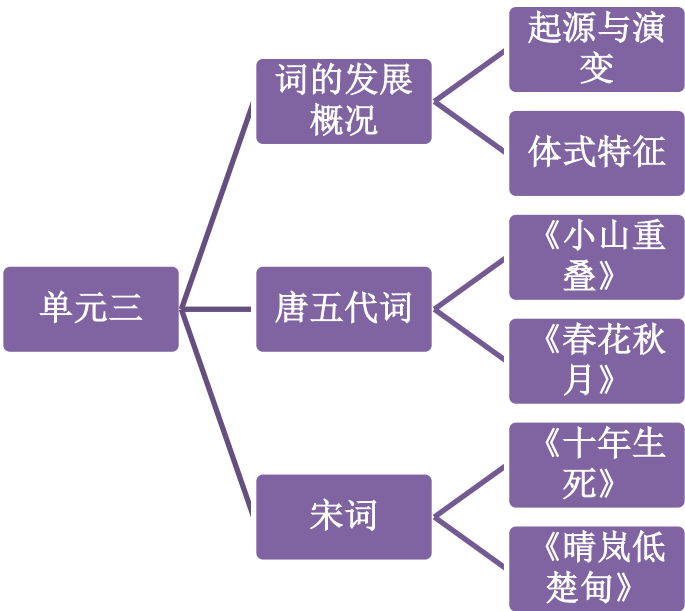 单元三
词的发展
概况
起源与演
变
体式特征
唐五代词
《小山重
叠》
《春花秋
月》
宋词
《十年生
死》
《晴岚低
楚甸》